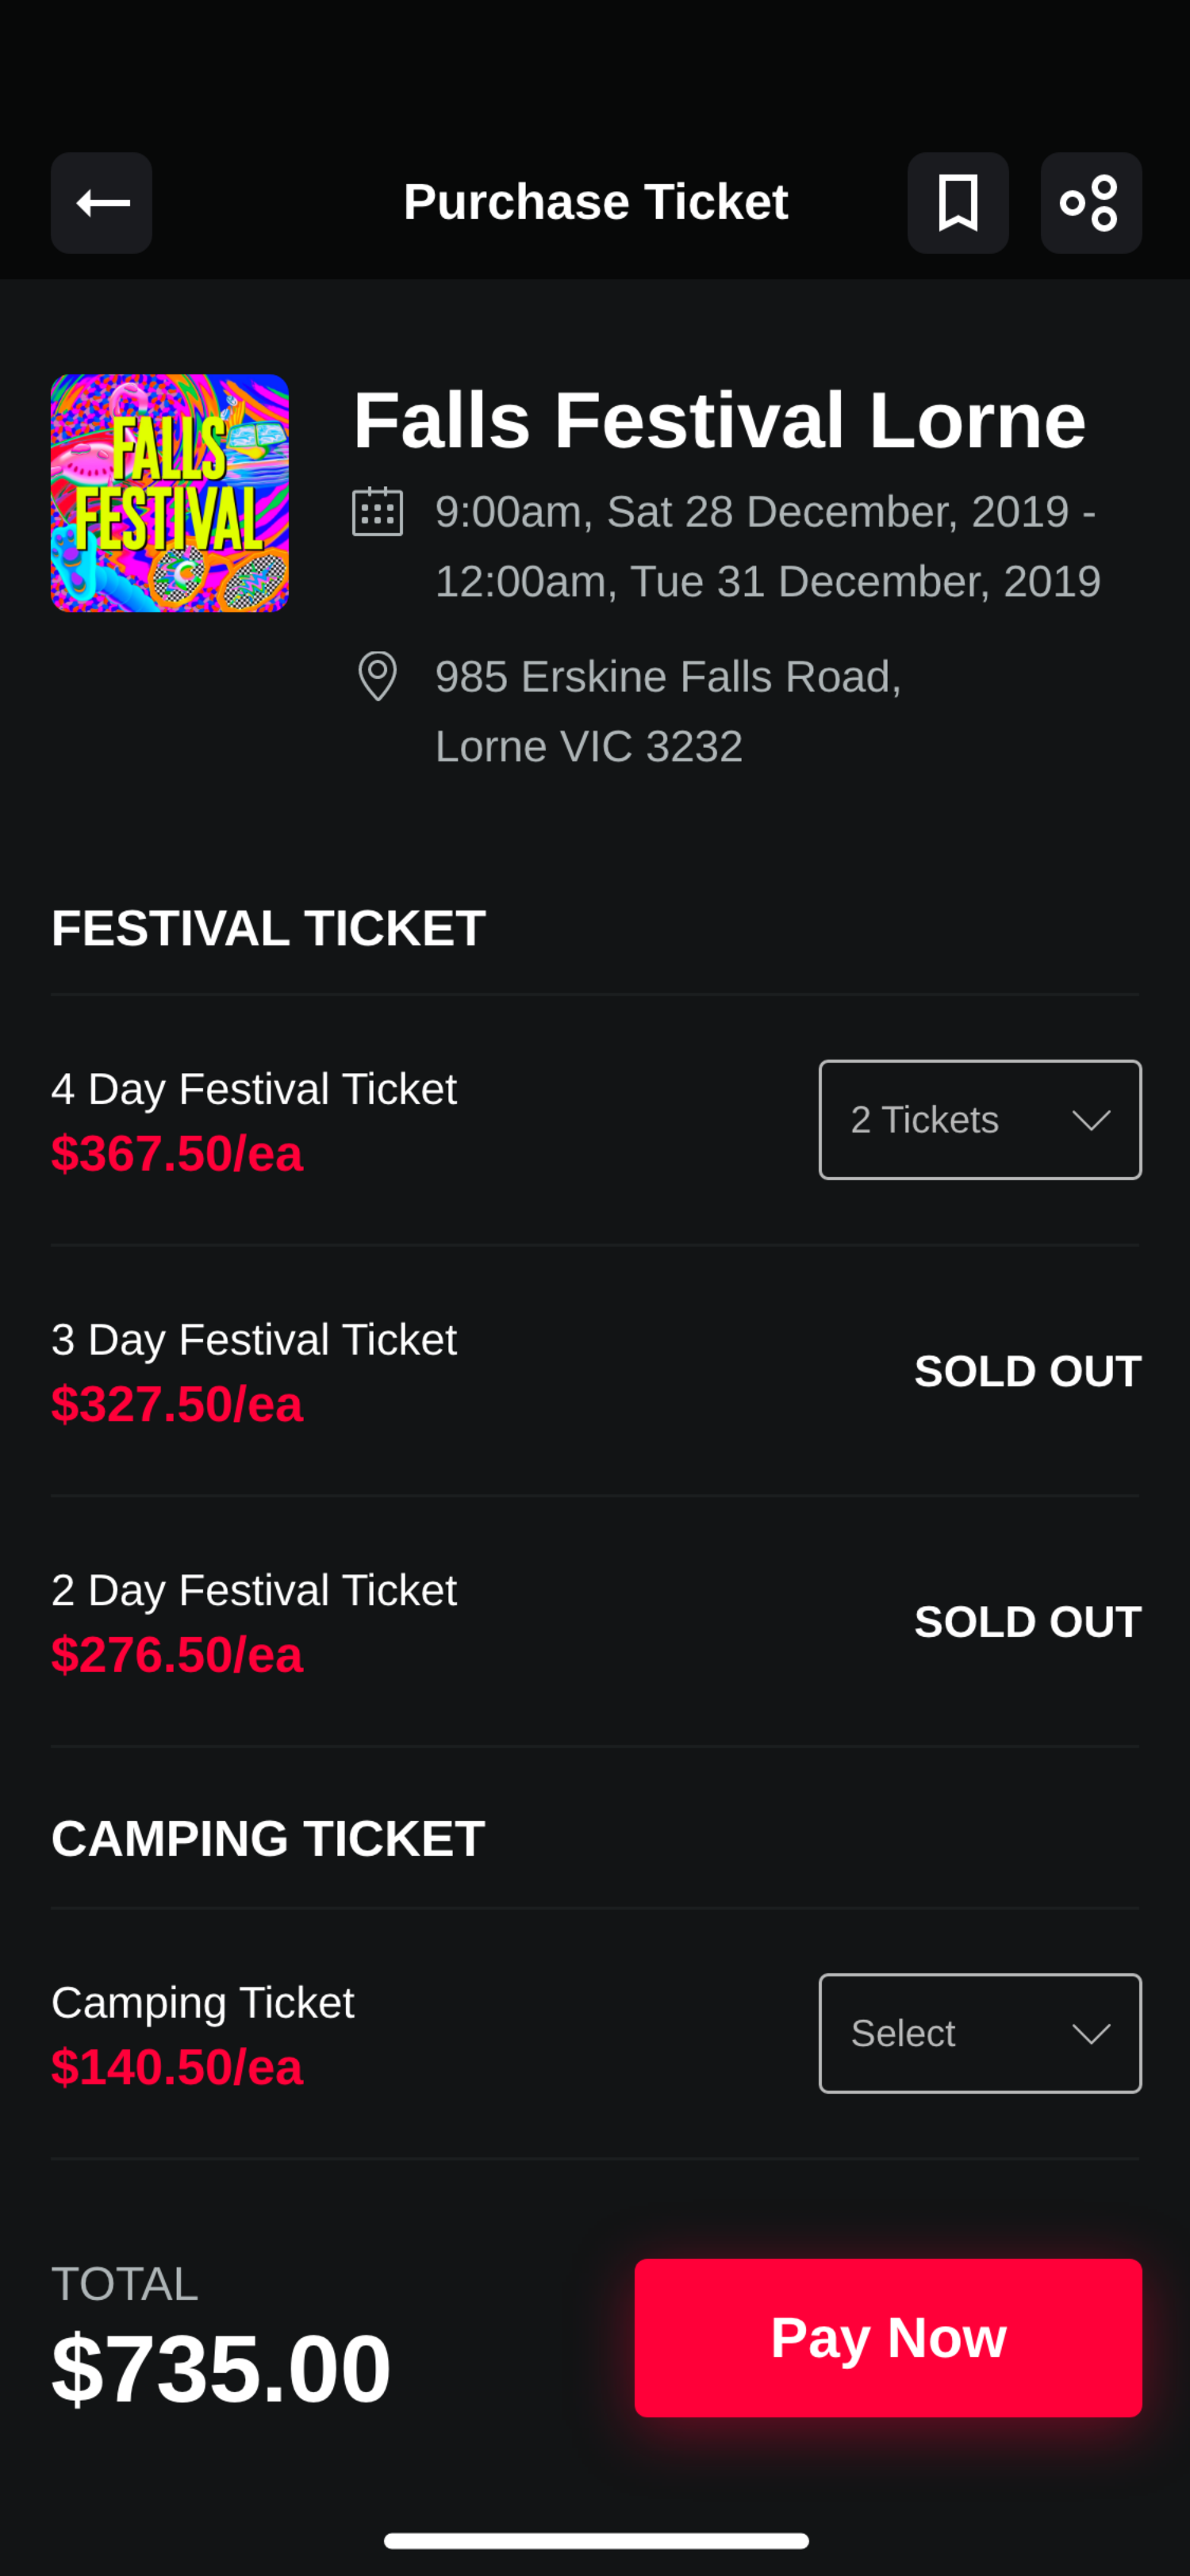 Purchase Ticket
FALLS
FESTIVAL
Falls Festival Lorne
9:00am, Sat 28 December, 2019 -
12:00am, Tue 31 December, 2019
985 Erskine Falls Road,
Lorne VIC 3232
FESTIVAL TICKET
4 Day Festival Ticket
$367.50/ea
2 Tickets
3 Day Festival Ticket
$327.50/ea
SOLD OUT
2 Day Festival Ticket
$276.50/ea
SOLD OUT
CAMPING TICKET
Camping Ticket
$140.50/ea
Select
TOTAL
$735.00
Pay Now